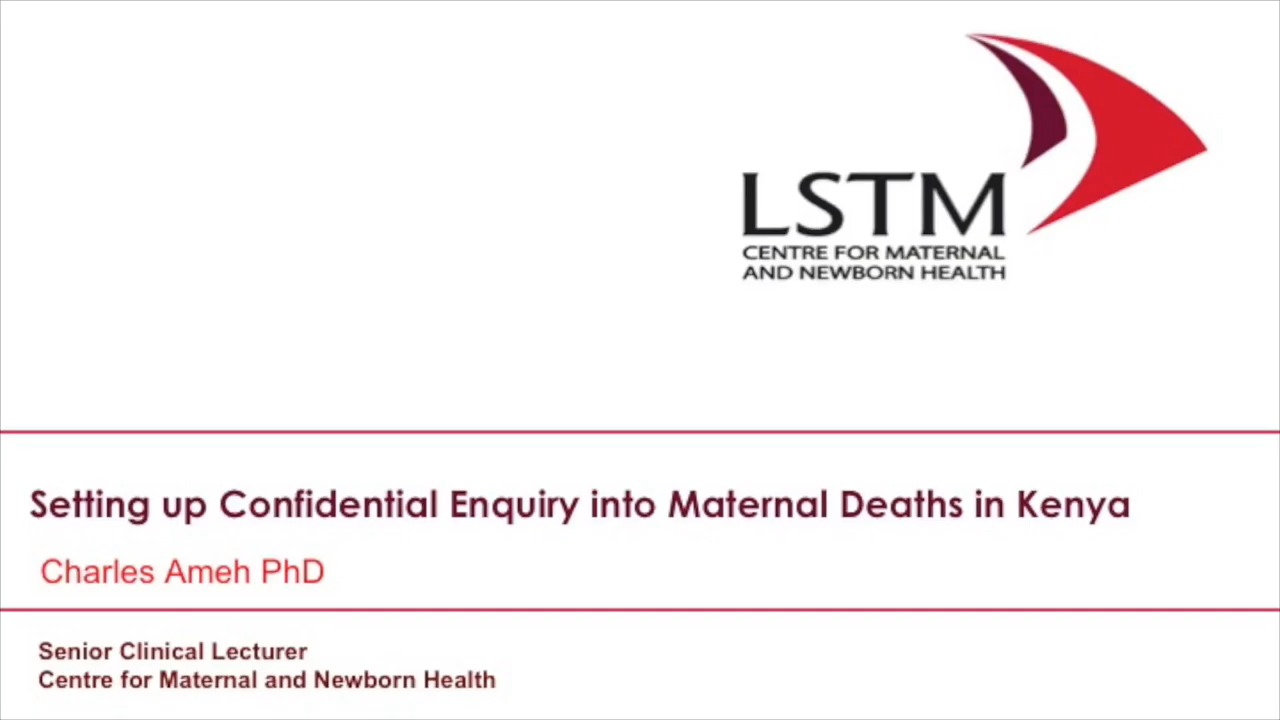 LSTM
CENTRE FOR MATERNAL
AND NEWBORN HEALTH
Setting up Confidential Enquiry into Maternal Deaths in Kenya
Charles Ameh PhD
Senior Clinical Lecturer
Centre for Maternal and Newborn Health